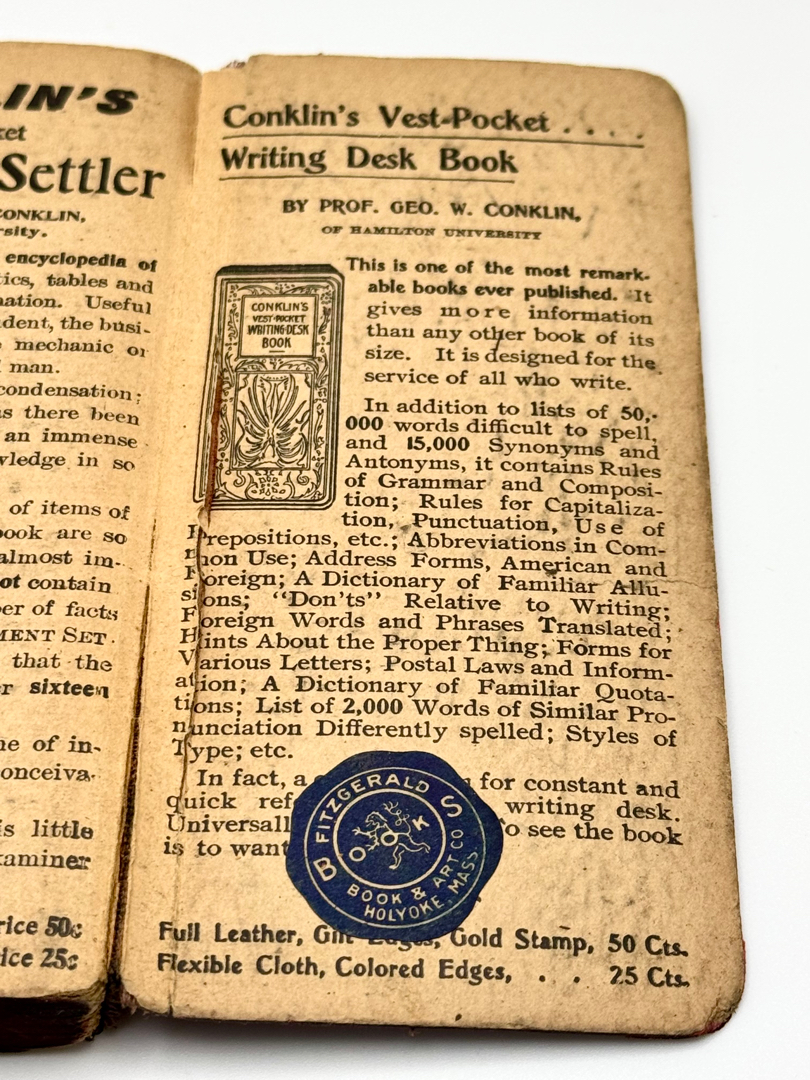 LIN'S
ket
Settler
CONKLIN,
rsity.
encyclopedia of
tics, tables and
mation. Useful
dent, the busi-
mechanic or
man.
condensation;
as there been
an immense
wledge in so
of items of
book are so
almost im-
ot contain
ber of facts
MENT SET.
that the
r sixteen
ne of in-
onceiva-
is little
xaminer
rice 50c
ice 25c
Conklin's Vest-Pocket . . . .
Writing Desk Book
BY PROF. GEO. W. CONKLIN,
OF HAMILTON UNIVERSITY
CONKLIN'S
VEST-POCKET
WRITING-DESK
BOOK
This is one of the most remark-
able books ever published. It
gives more information
than any other book of its
size. It is designed for the
service of all who write.
In addition to lists of 50,-
000 words difficult to spell,
and 15,000 Synonyms and
Antonyms, it contains Rules
of Grammar and Composi-
tion; Rules for Capitaliza-
tion, Punctuation, Use of
Prepositions, etc.; Abbreviations in Com-
mon Use; Address Forms, American and
Foreign; A Dictionary of Familiar Allu-
sions; "Don'ts" Relative to Writing;
Foreign Words and Phrases Translated;
Hints About the Proper Thing; Forms for
Various Letters; Postal Laws and Inform-
ation; A Dictionary of Familiar Quota-
tions; List of 2,000 Words of Similar Pro-
nunciation Differently spelled; Styles of
Type; etc.
In fact, a for constant and
quick ref writing desk.
Universall o see the book
is to want
FITZGERALD
BOOKS
BOOK & ART CO
HOLYOKE, MASS.
Full Leather, Gilt Edges, Gold Stamp, 50 Cts.
Flexible Cloth, Colored Edges, . . 25 Cts.